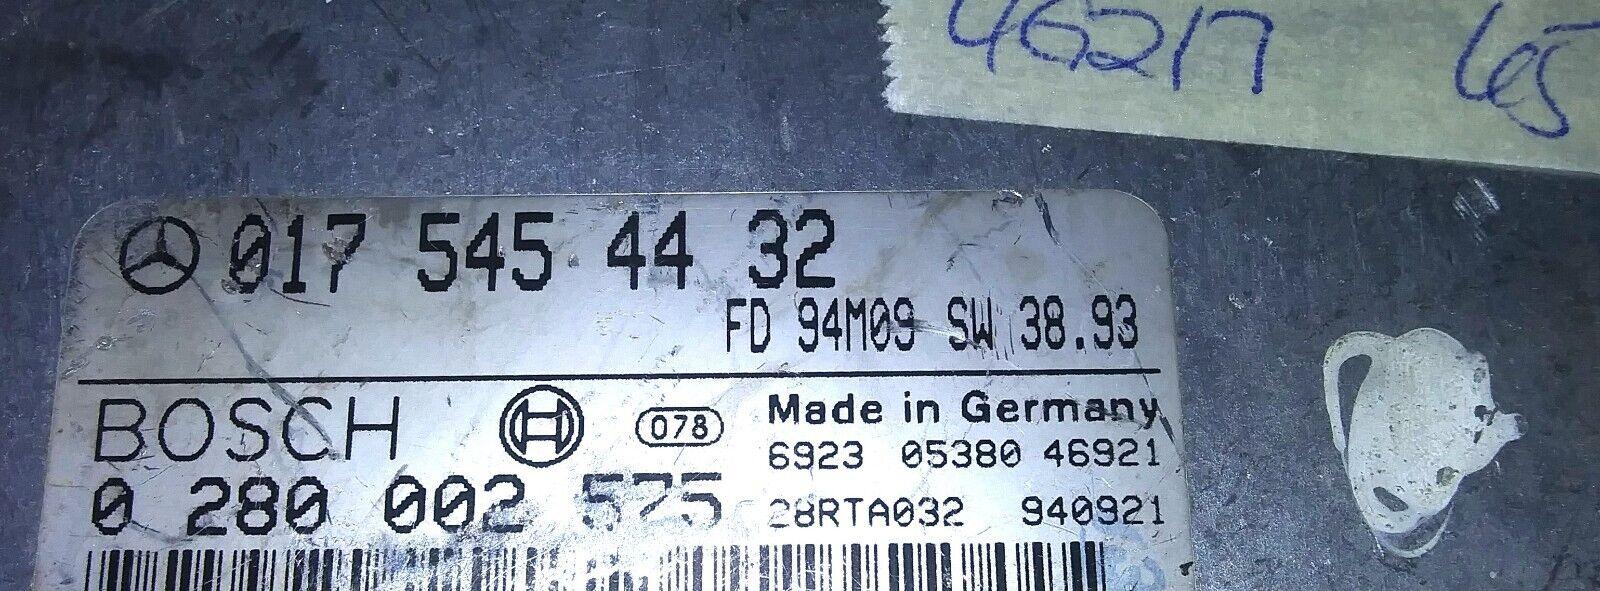 46217 65
017 545 44 32
FD 94M09 SW 38.93
BOSCH 078 Made in Germany
6923 05380 46921
0 280 002 575 28RTA032 940921